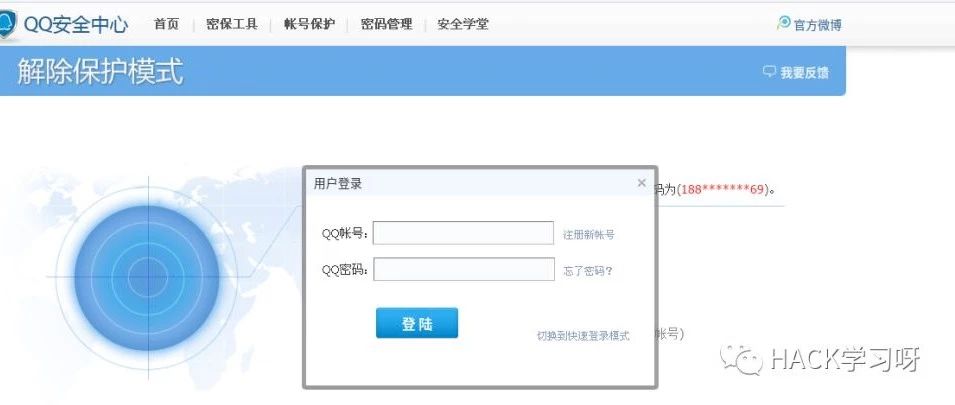 QQ安全中心 首页 密保工具 帐号保护 密码管理 安全学堂 官方微博
解除保护模式 我要反馈
用户登录 ×
码为(188*******69)。
QQ帐号: 注册新帐号
QQ密码: 忘了密码?
登陆
切换到快速登录模式 帐号)
HACK学习呀